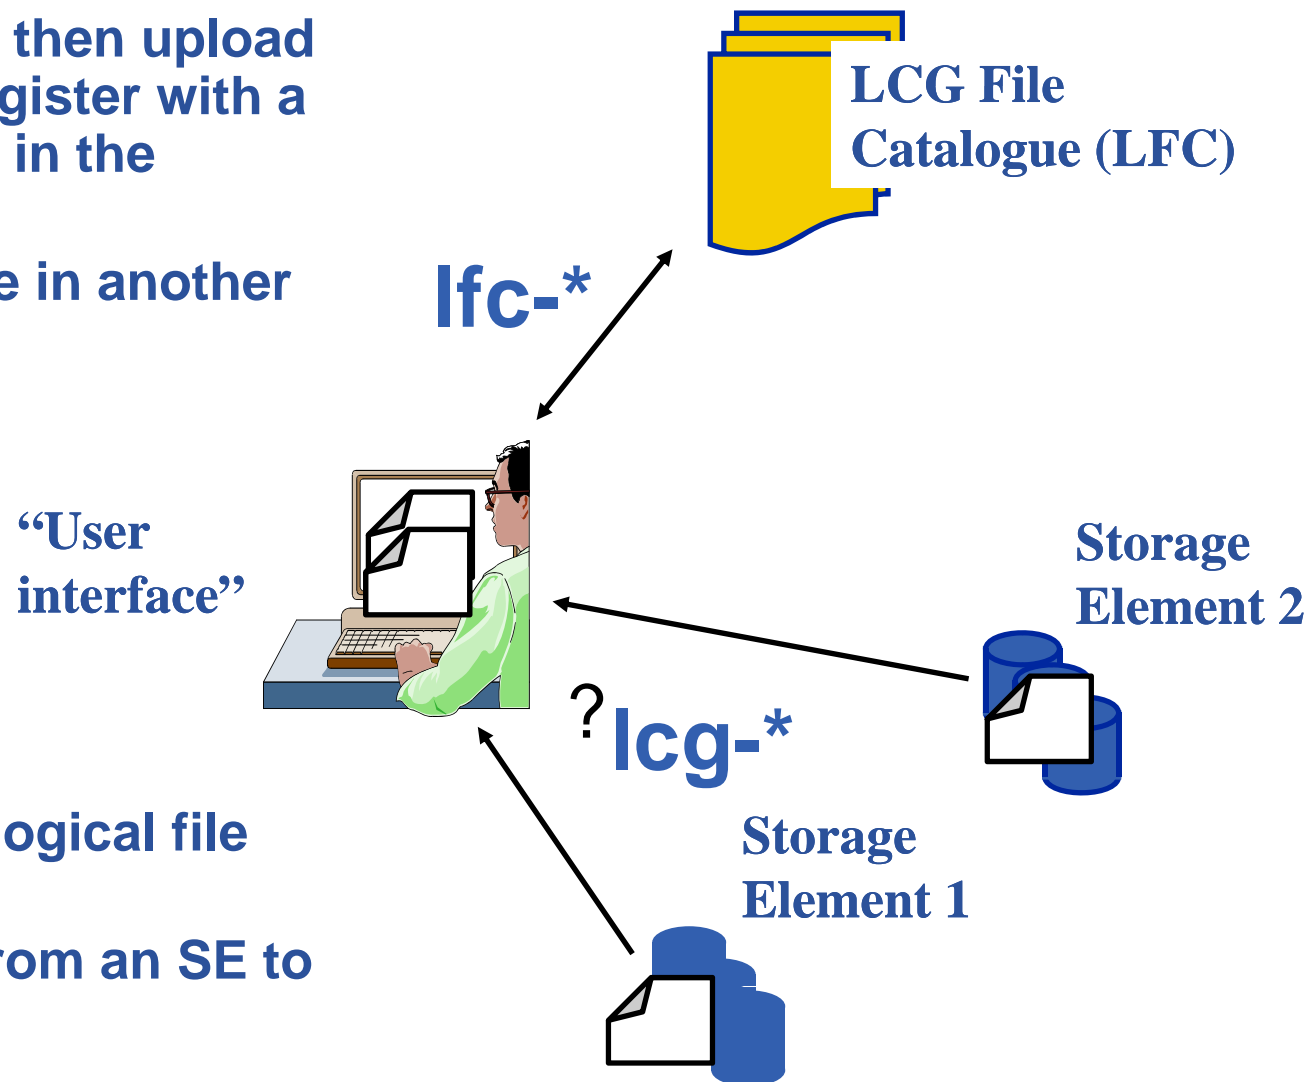 then upload
gister with a
in the
e in another
LCG File
Catalogue (LFC)
lfc-*
“User
interface”
Storage
Element 2
?
lcg-*
ogical file
rom an SE to
Storage
Element 1